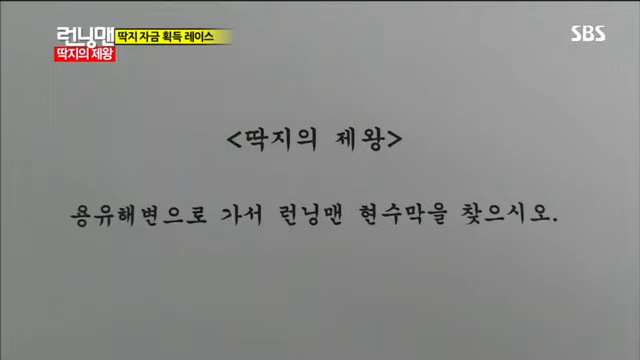 런닝맨 딱지 자금 획득 레이스
딱지의 제왕
SBS
<딱지의 제왕>
용유해변으로 가서 런닝맨 현수막을 찾으시오.